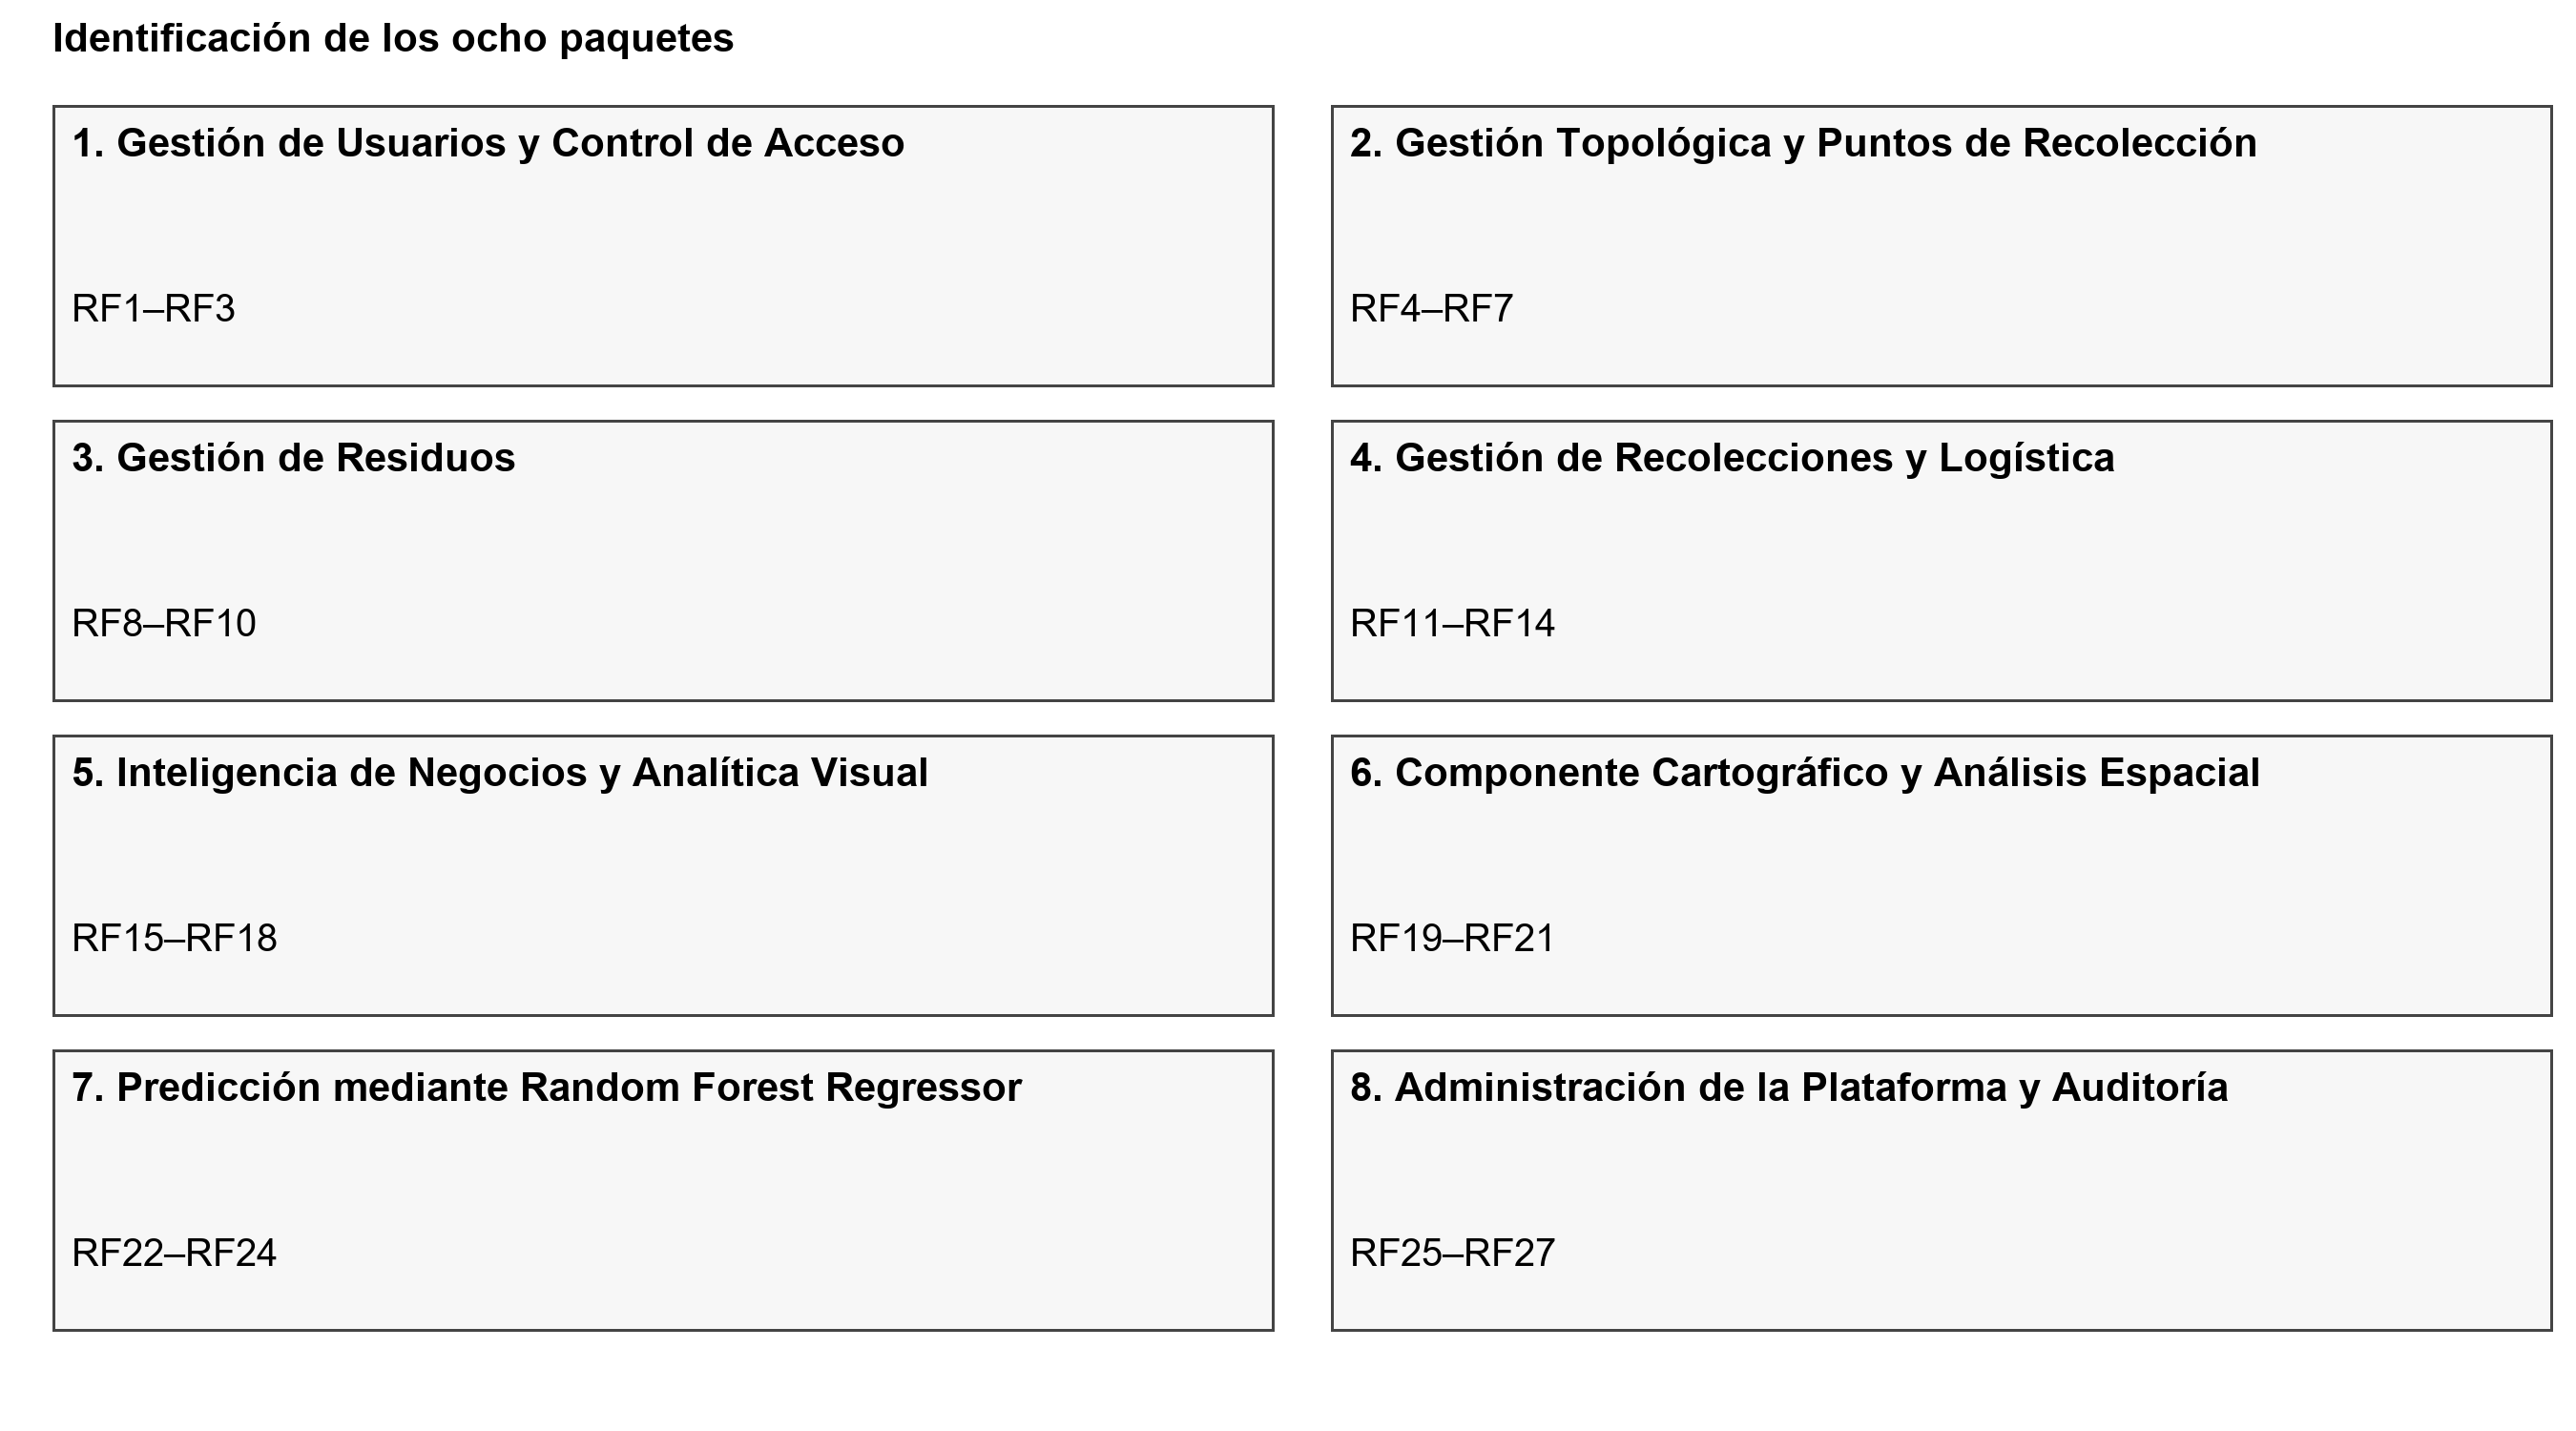 Identificación de los ocho paquetes
1. Gestión de Usuarios y Control de Acceso
RF1–RF3
2. Gestión Topológica y Puntos de Recolección
RF4–RF7
3. Gestión de Residuos
RF8–RF10
4. Gestión de Recolecciones y Logística
RF11–RF14
5. Inteligencia de Negocios y Analítica Visual
RF15–RF18
6. Componente Cartográfico y Análisis Espacial
RF19–RF21
7. Predicción mediante Random Forest Regressor
RF22–RF24
8. Administración de la Plataforma y Auditoría
RF25–RF27